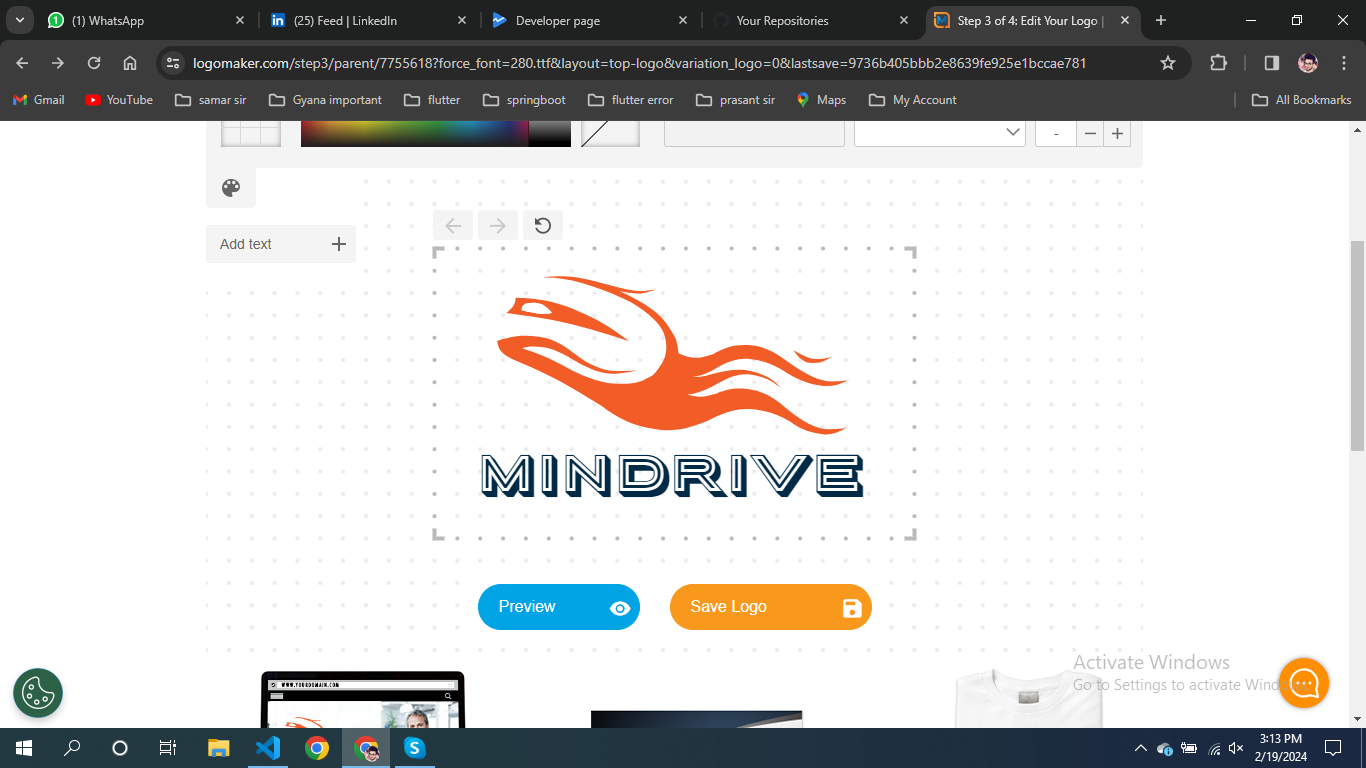 (1) WhatsApp
(25) Feed | LinkedIn
Developer page
Your Repositories
Step 3 of 4: Edit Your Logo |
logomaker.com/step3/parent/7755618?force_font=280.ttf&layout=top-logo&variation_logo=0&lastsave=9736b405bbb2e8639fe925e1bccae781
Gmail
YouTube
samar sir
Gyana important
flutter
springboot
flutter error
prasant sir
Maps
My Account
All Bookmarks
-
Add text
MINDRIVE
Preview
Save Logo
Activate Windows
Go to Settings to activate Windows
WWW.YOURDOMAIN.COM
3:13 PM
2/19/2024